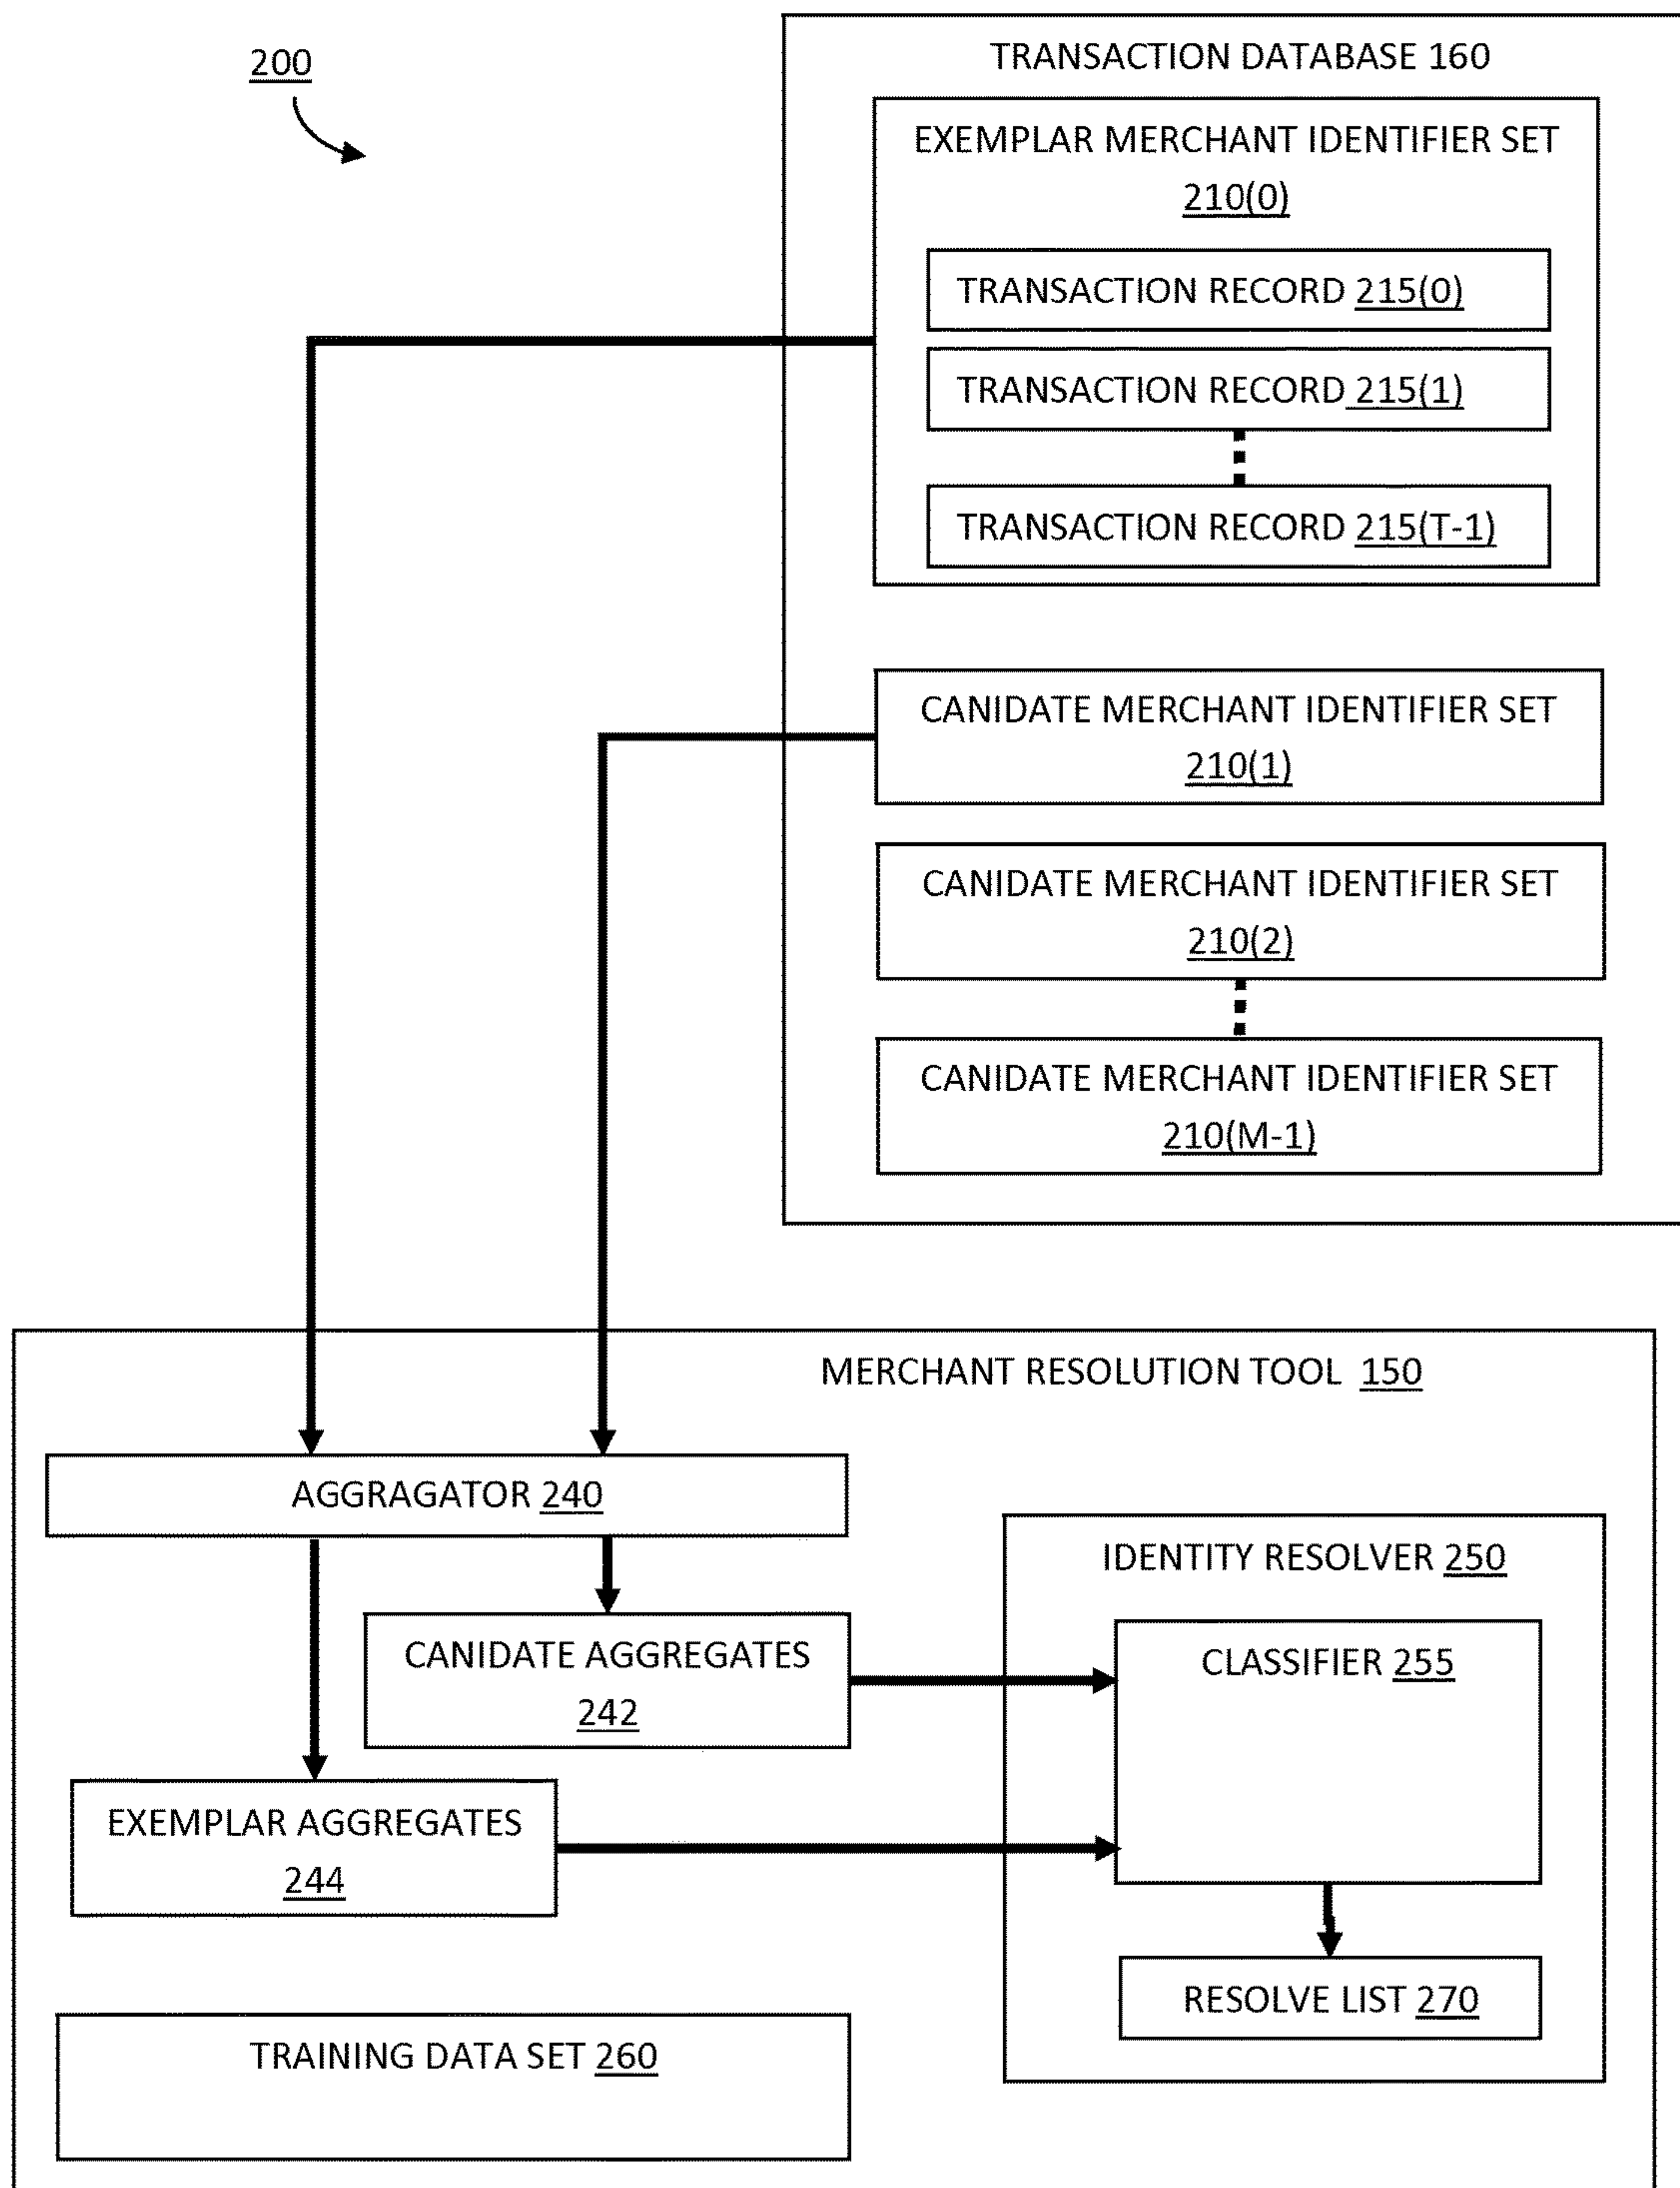 200
TRANSACTION DATABASE 160
EXEMPLAR MERCHANT IDENTIFIER SET
210(0)
TRANSACTION RECORD 215(0)
TRANSACTION RECORD 215(1)
TRANSACTION RECORD 215(T-1)
CANIDATE MERCHANT IDENTIFIER SET
210(1)
CANIDATE MERCHANT IDENTIFIER SET
210(2)
CANIDATE MERCHANT IDENTIFIER SET
210(M-1)
MERCHANT RESOLUTION TOOL 150
AGGRAGATOR 240
CANIDATE AGGREGATES
242
EXEMPLAR AGGREGATES
244
TRAINING DATA SET 260
IDENTITY RESOLVER 250
CLASSIFIER 255
RESOLVE LIST 270